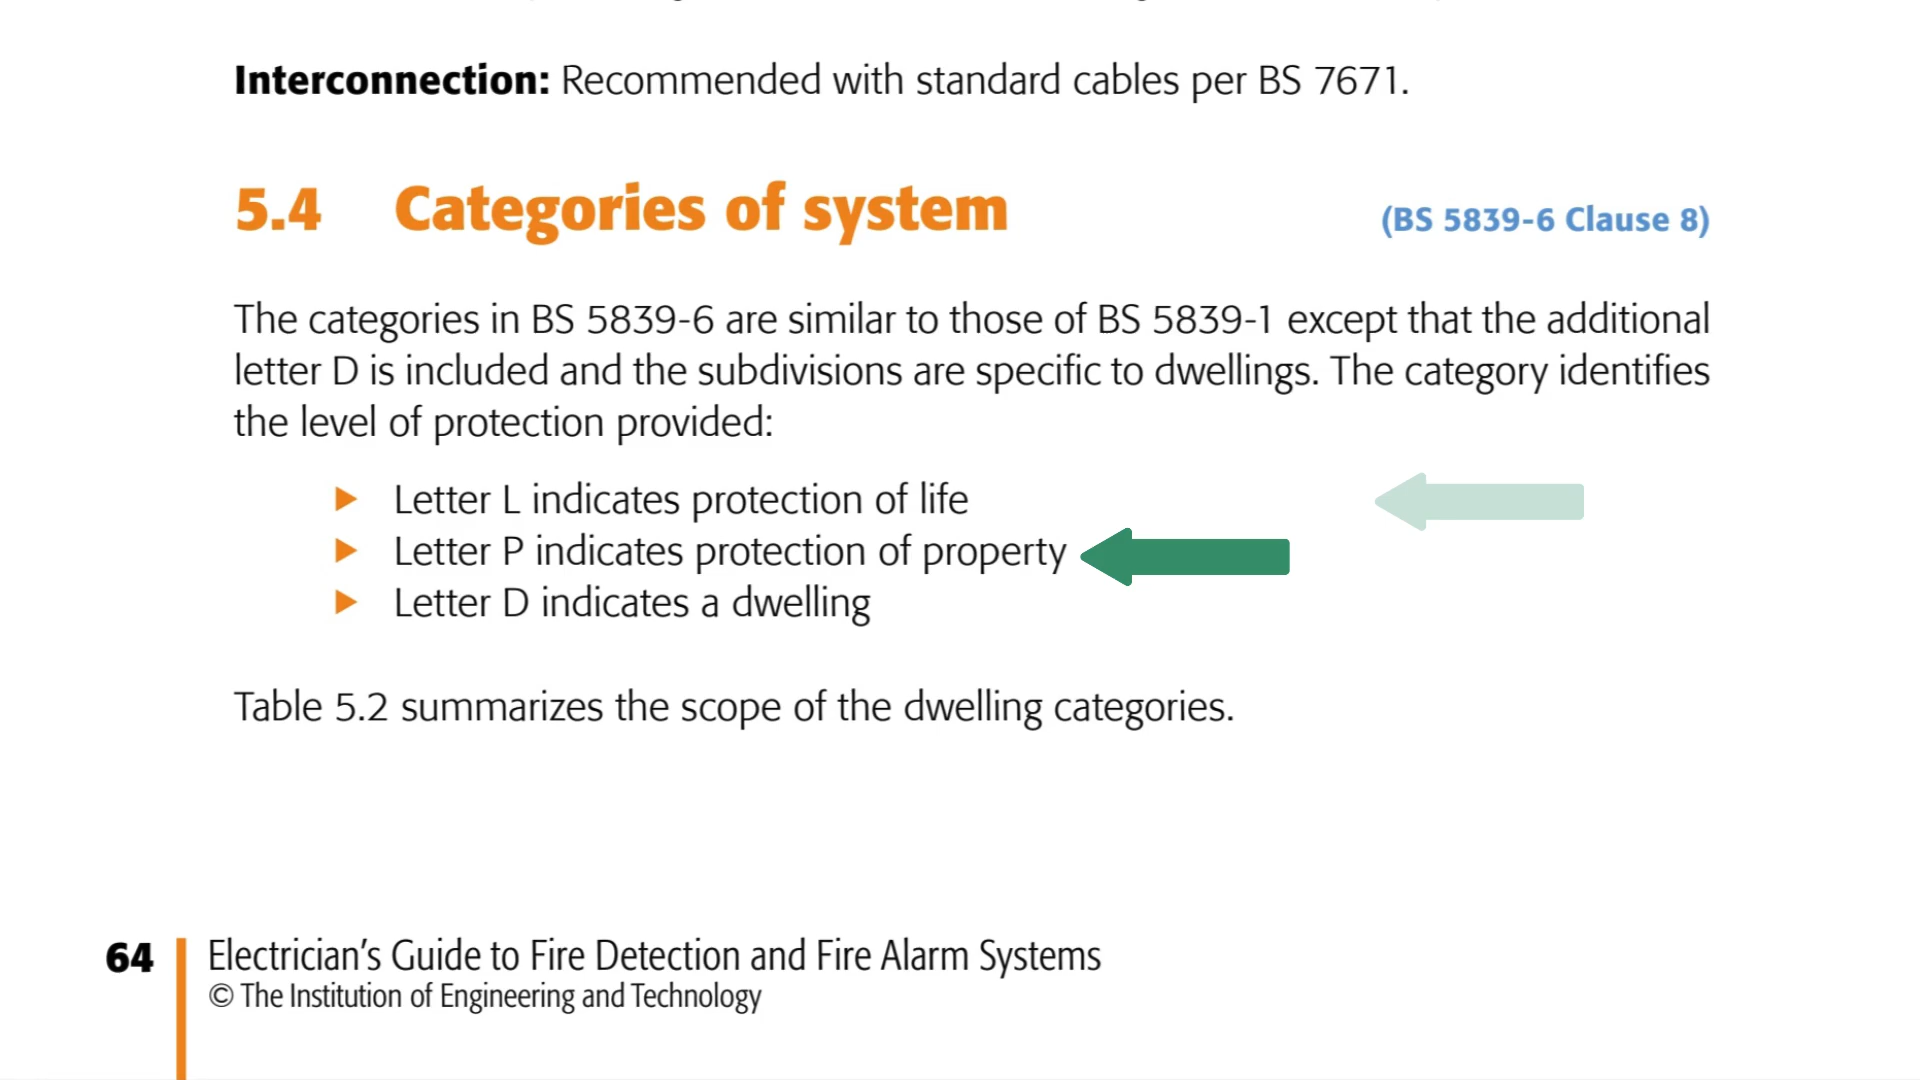 Interconnection: Recommended with standard cables per BS 7671.
5.4 Categories of system (BS 5839-6 Clause 8)
The categories in BS 5839-6 are similar to those of BS 5839-1 except that the additional
letter D is included and the subdivisions are specific to dwellings. The category identifies
the level of protection provided:
▶ Letter L indicates protection of life
▶ Letter P indicates protection of property
▶ Letter D indicates a dwelling
Table 5.2 summarizes the scope of the dwelling categories.
64 Electrician’s Guide to Fire Detection and Fire Alarm Systems
© The Institution of Engineering and Technology